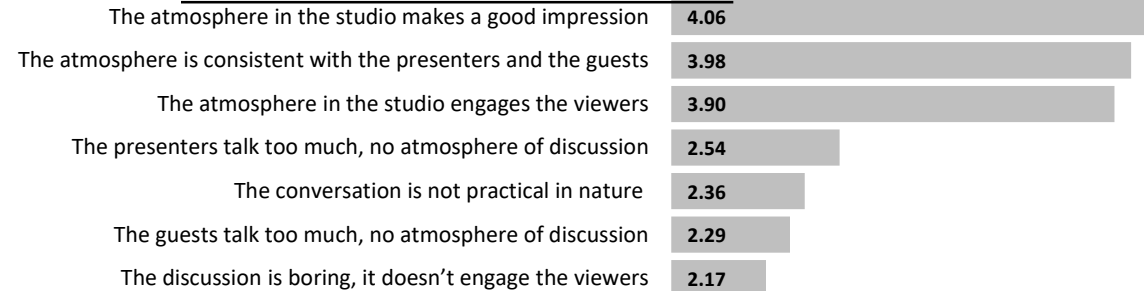 The atmosphere in the studio makes a good impression 4.06
The atmosphere is consistent with the presenters and the guests 3.98
The atmosphere in the studio engages the viewers 3.90
The presenters talk too much, no atmosphere of discussion 2.54
The conversation is not practical in nature 2.36
The guests talk too much, no atmosphere of discussion 2.29
The discussion is boring, it doesn’t engage the viewers 2.17